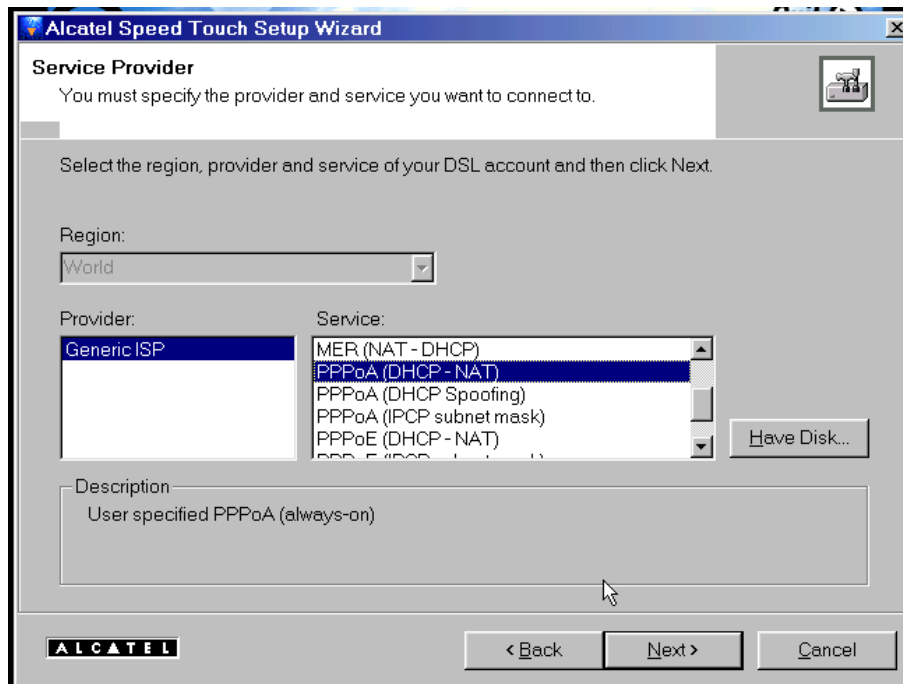 Alcatel Speed Touch Setup Wizard
Service Provider
You must specify the provider and service you want to connect to.
Select the region, provider and service of your DSL account and then click Next.
Region:
World
Provider:
Service:
Generic ISP
MER (NAT - DHCP)
PPPoA (DHCP - NAT)
PPPoA (DHCP Spoofing)
PPPoA (IPCP subnet mask)
PPPoE (DHCP - NAT)
Have Disk...
Description
User specified PPPoA (always-on)
ALCATEL
< Back
Next >
Cancel